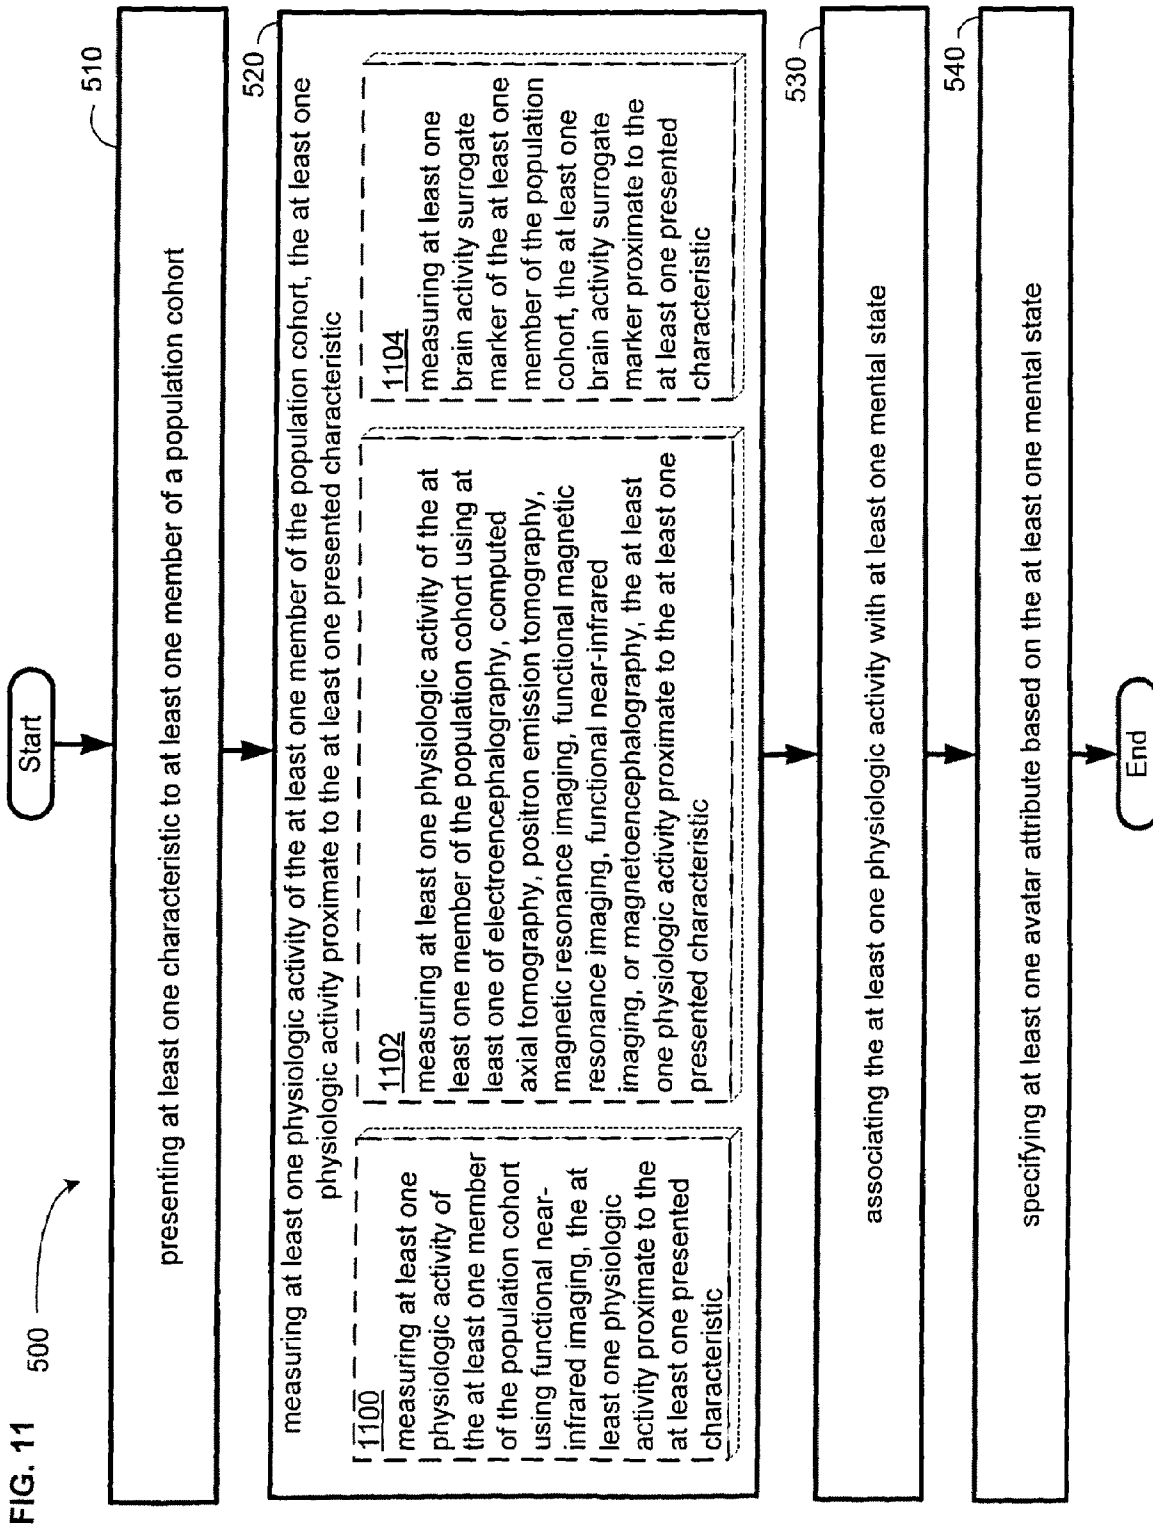 FIG. 11
500
Start
510
presenting at least one characteristic to at least one member of a population cohort
520
measuring at least one physiologic activity of the at least one member of the population cohort, the at least one
physiologic activity proximate to the at least one presented characteristic
1100
measuring at least one
physiologic activity of
the at least one member
of the population cohort
using functional near-
infrared imaging, the at
least one physiologic
activity proximate to the
at least one presented
characteristic
1102
measuring at least one physiologic activity of the at
least one member of the population cohort using at
least one of electroencephalography, computed
axial tomography, positron emission tomography,
magnetic resonance imaging, functional magnetic
resonance imaging, functional near-infrared
imaging, or magnetoencephalography, the at least
one physiologic activity proximate to the at least one
presented characteristic
1104
measuring at least one
brain activity surrogate
marker of the at least one
member of the population
cohort, the at least one
brain activity surrogate
marker proximate to the
at least one presented
characteristic
530
associating the at least one physiologic activity with at least one mental state
540
specifying at least one avatar attribute based on the at least one mental state
End